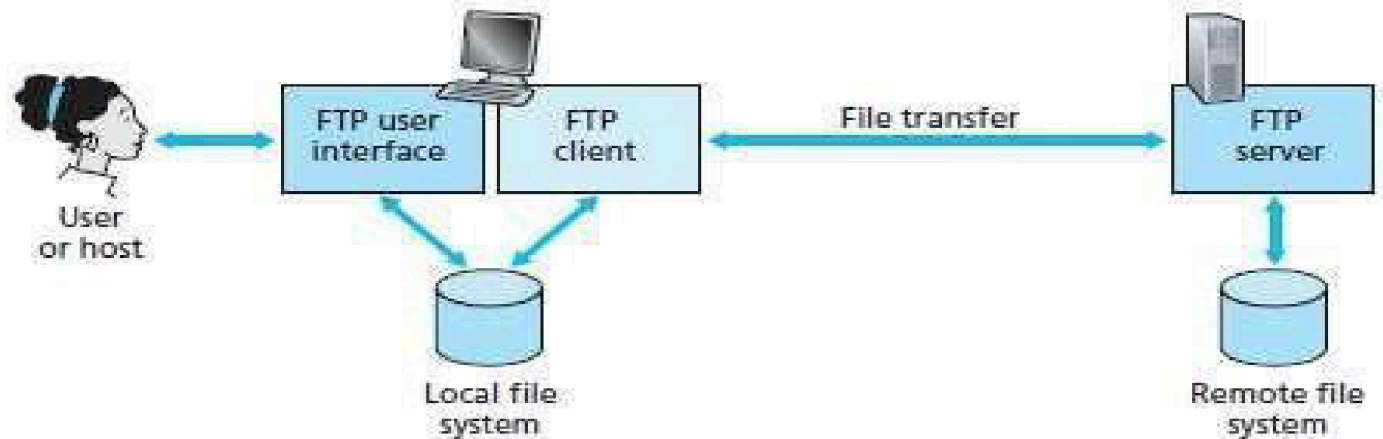 FTP user
interface
FTP
client
File transfer
FTP
server
User
or host
Local file
system
Remote file
system